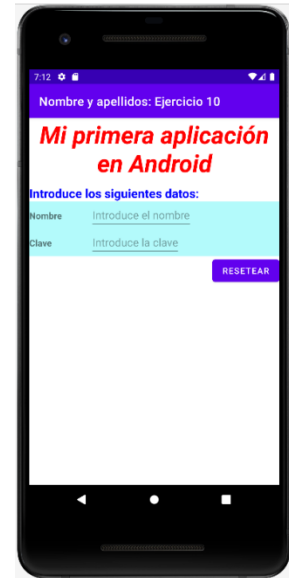 7:12
Nombre y apellidos: Ejercicio 10
Mi primera aplicación
en Android
Introduce los siguientes datos:
Nombre Introduce el nombre
Clave Introduce la clave
RESETEAR